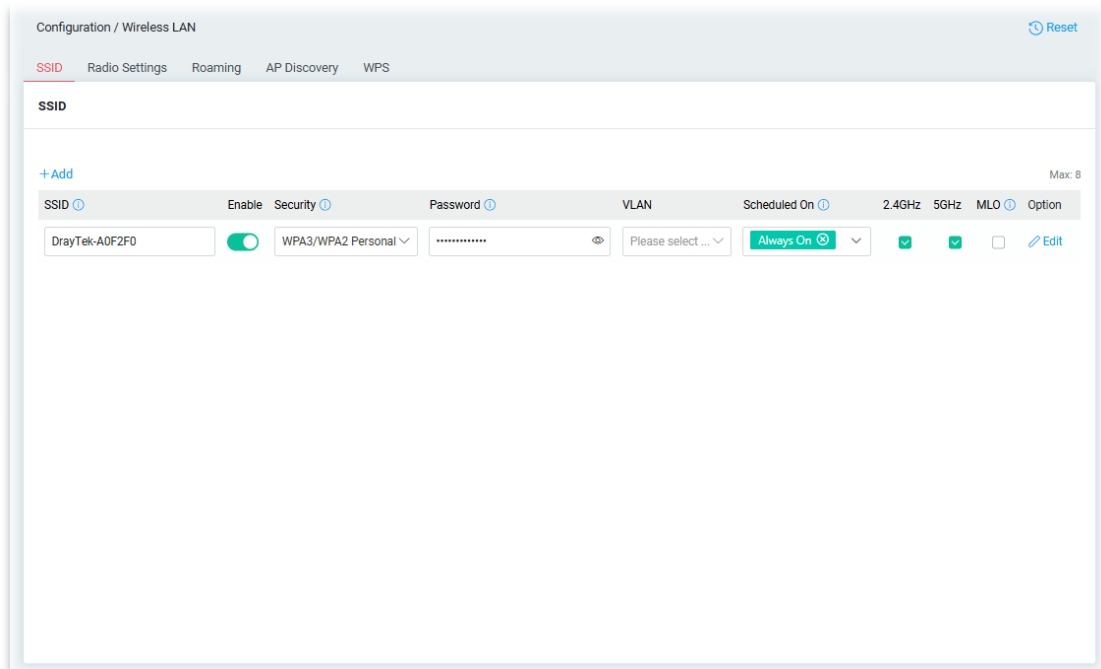 Configuration / Wireless LAN
Reset
SSID Radio Settings Roaming AP Discovery WPS
SSID
+Add
Max: 8
SSID Enable Security Password VLAN Scheduled On 2.4GHz 5GHz MLO Option
DrayTek-A0F2F0 WPA3/WPA2 Personal ••••••••••••• Please select ... Always On Edit